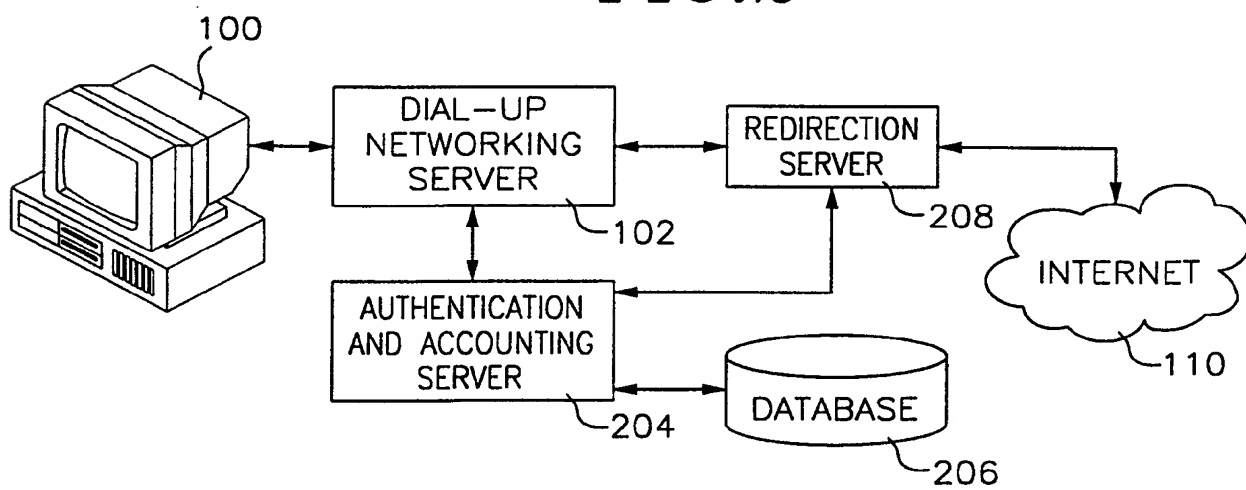 100
DIAL-UP
NETWORKING
SERVER
102
REDIRECTION
SERVER
208
INTERNET
110
AUTHENTICATION
AND ACCOUNTING
SERVER
204
DATABASE
206